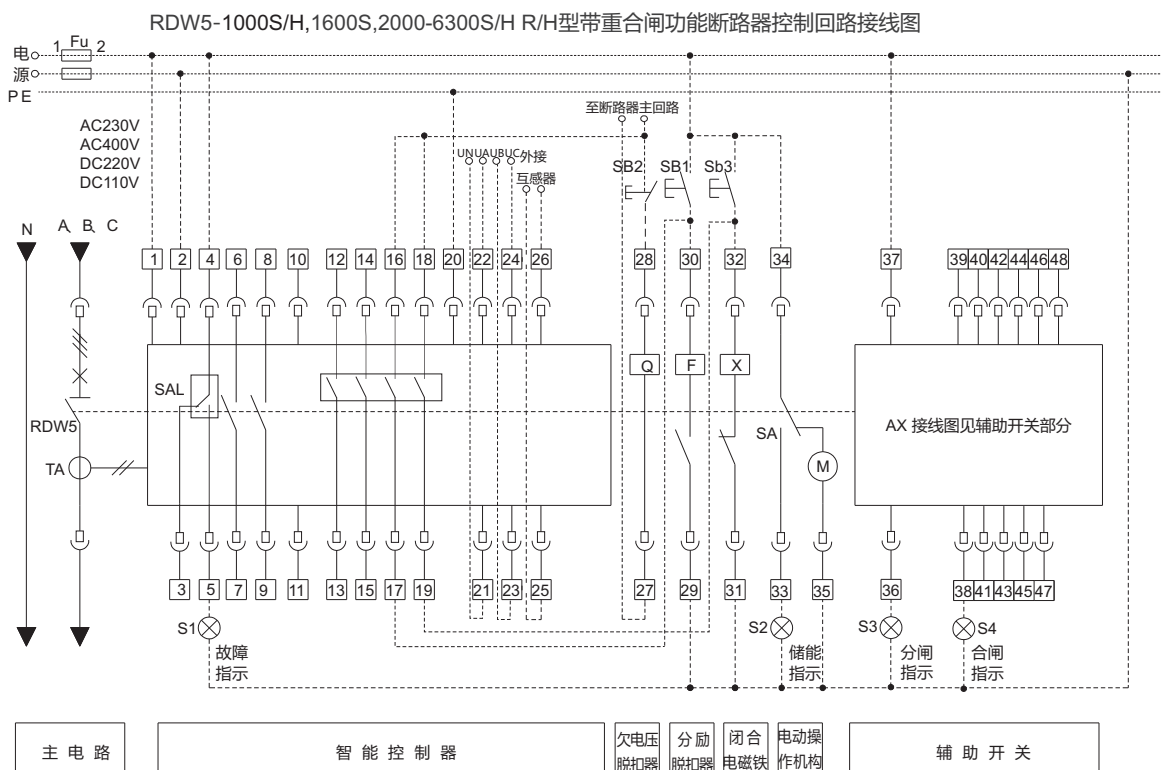 RDW5-1000S/H,1600S,2000-6300S/H R/H型带重合闸功能断路器控制回路接线图
电 1 Fu 2
源
PE
至断路器主回路
AC230V
AC400V
DC220V
DC110V
UNUAUBUC外接
互感器
SB2 SB1 Sb3
N A、B、C
1 2 4 6 8 10 12 14 16 18 20 22 24 26 28 30 32 34 37 39 40 42 44 46 48
Q F X
SAL
RDW5
SA
AX 接线图见辅助开关部分
TA
M
3 5 7 9 11 13 15 17 19 21 23 25 27 29 31 33 35 36 38 41 43 45 47
S1 S2 S3 S4
故障 储能 分闸 合闸
指示 指示 指示 指示
主电路 智能控制器 辅助开关
欠电压 分励 闭合 电动操
脱扣器 脱扣器 电磁铁 作机构